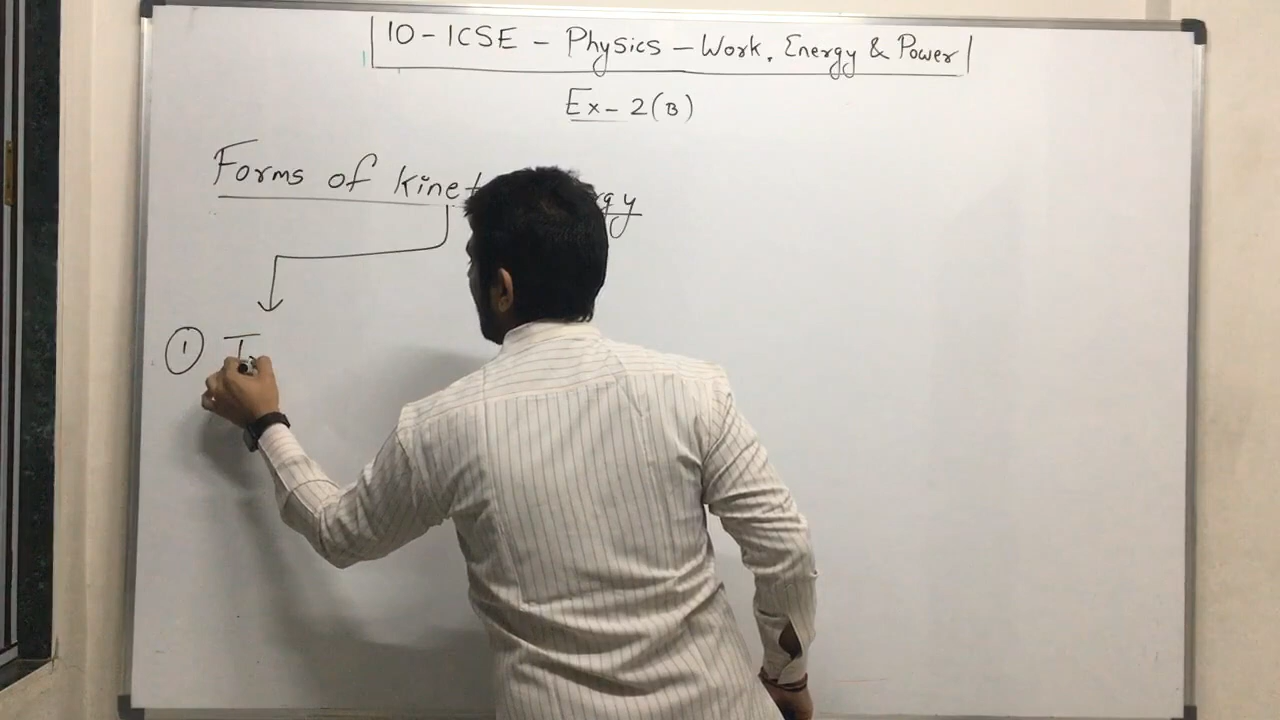 10 - ICSE - Physics - Work, Energy & Power
Ex - 2(B)
Forms of
① T